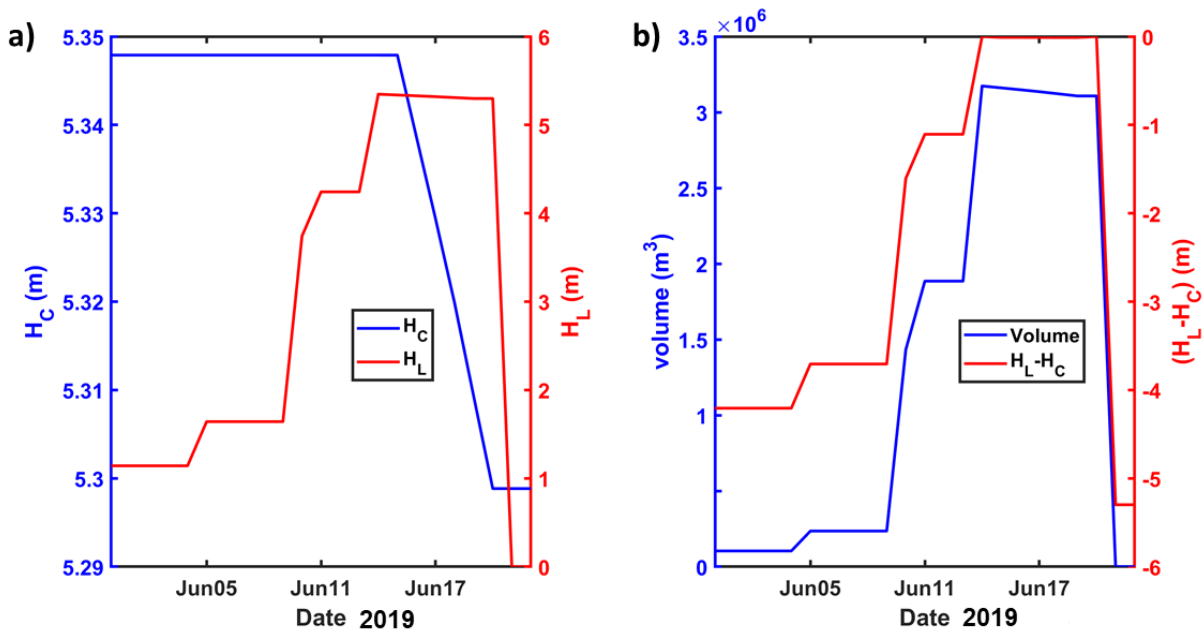 a)
5.35
5.34
5.33
5.32
5.31
5.3
5.29
H_C (m)
6
5
4
3
2
1
0
H_L (m)
H_C
H_L
Jun05 Jun11 Jun17
Date 2019
b)
×10^6
3.5
3
2.5
2
1.5
1
0
volume (m^3)
0
-1
-2
-3
-4
-5
-6
(H_L-H_C) (m)
Volume
H_L-H_C
Jun05 Jun11 Jun17
Date 2019